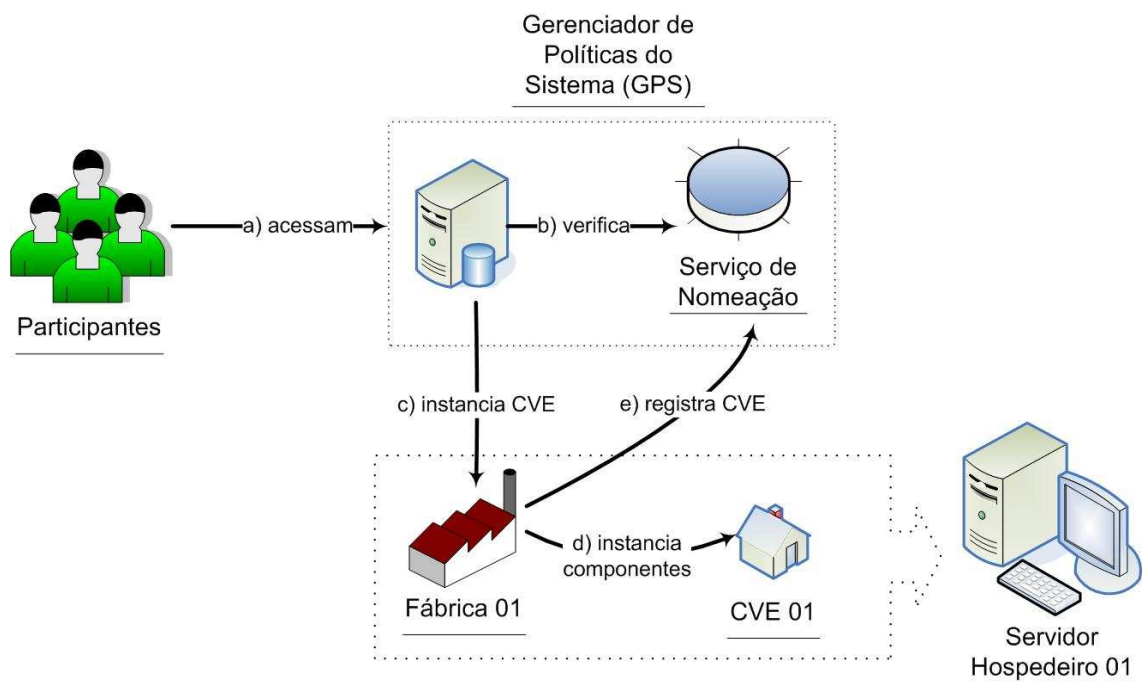 Gerenciador de
Políticas do
Sistema (GPS)
a) acessam
b) verifica
Serviço de
Nomeação
Participantes
c) instancia CVE
e) registra CVE
d) instancia
componentes
Fábrica 01
CVE 01
Servidor
Hospedeiro 01